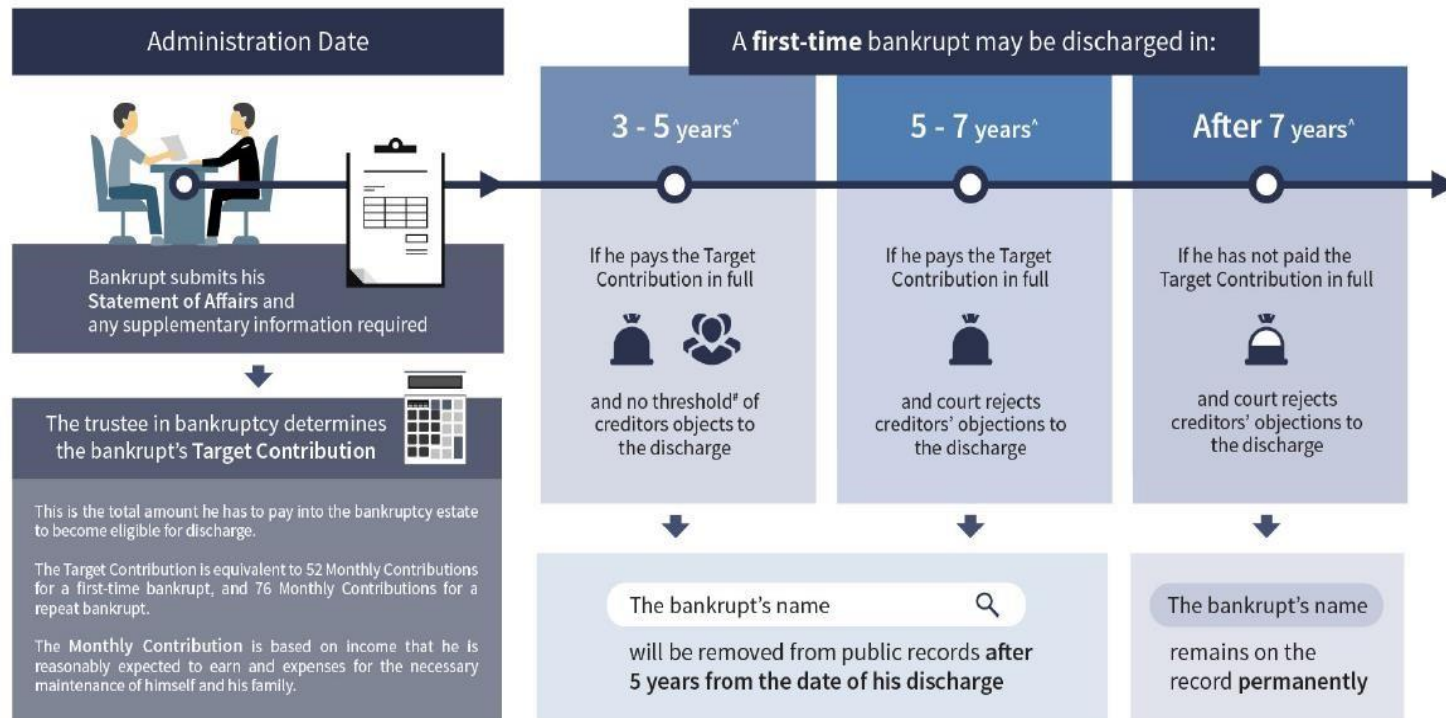 Administration Date
Bankrupt submits his
Statement of Affairs and
any supplementary information required
The trustee in bankruptcy determines
the bankrupt's Target Contribution
This is the total amount he has to pay into the bankruptcy estate
to become eligible for discharge.
The Target Contribution is equivalent to 52 Monthly Contributions
for a first-time bankrupt, and 76 Monthly Contributions for a
repeat bankrupt.
The Monthly Contribution is based on income that he is
reasonably expected to earn and expenses for the necessary
maintenance of himself and his family.
A first-time bankrupt may be discharged in:
3 - 5 years^
If he pays the Target
Contribution in full
and no threshold# of
creditors objects to
the discharge
5 - 7 years^
If he pays the Target
Contribution in full
and court rejects
creditors' objections to
the discharge
After 7 years^
If he has not paid the
Target Contribution in full
and court rejects
creditors' objections to
the discharge
The bankrupt's name
will be removed from public records after
5 years from the date of his discharge
The bankrupt's name
remains on the
record permanently